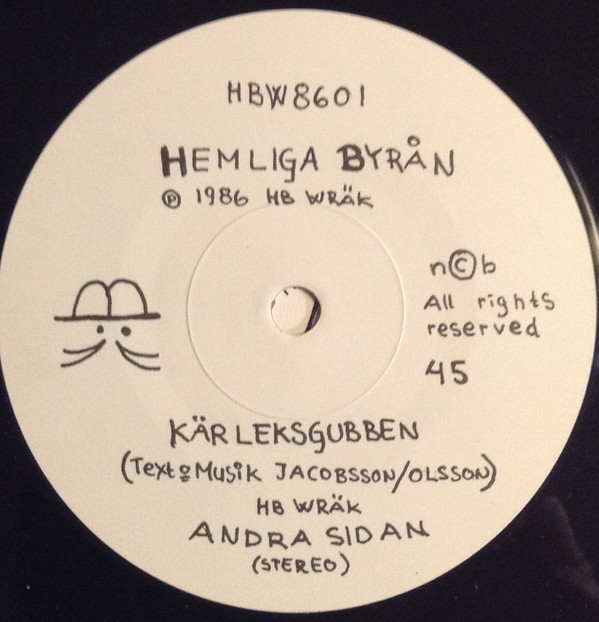 HBW8601
HEMLIGA BYRÅN
℗ 1986 HB WRÄK
n©b
All rights
reserved
45
KÄRLEKSGUBBEN
(Text o Musik JACOBSSON/OLSSON)
HB WRÄK
ANDRA SIDAN
(STEREO)